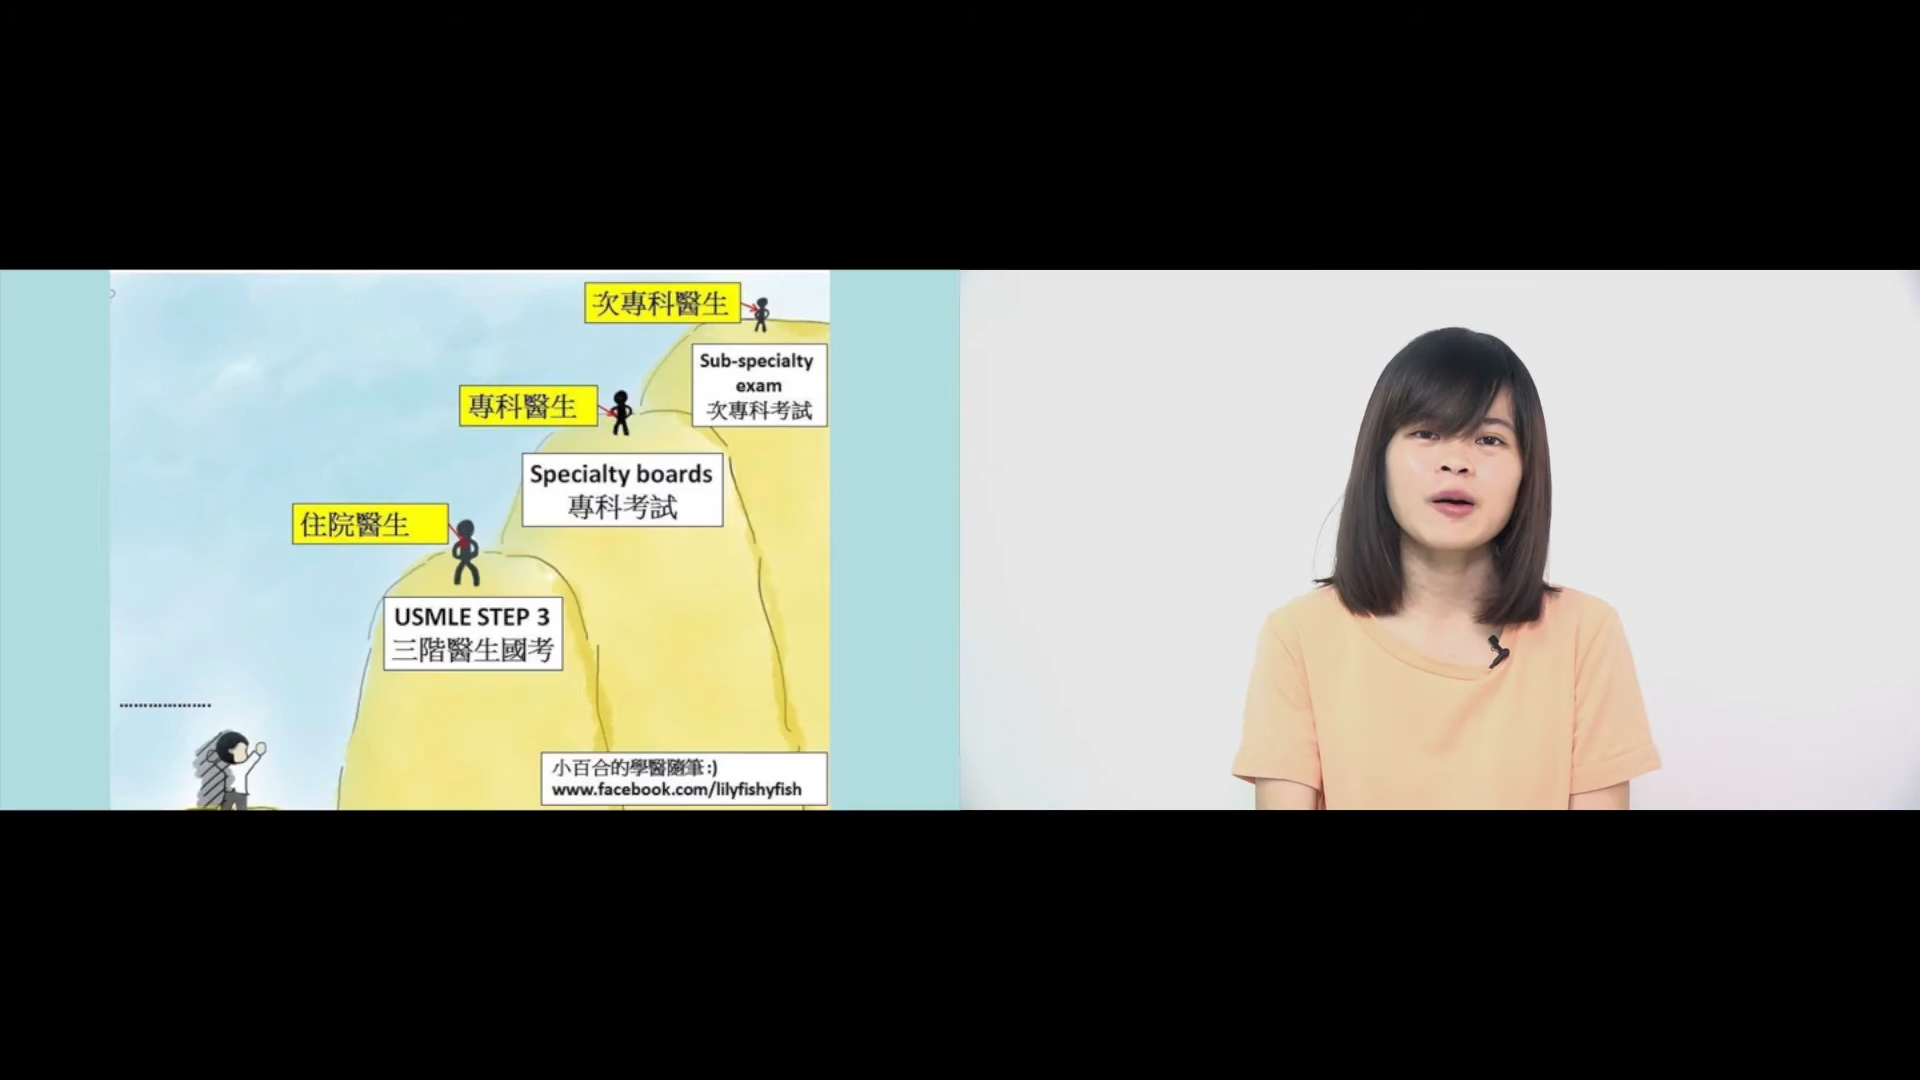 次專科醫生
Sub-specialty
exam
次專科考試
專科醫生
Specialty boards
專科考試
住院醫生
USMLE STEP 3
三階醫生國考
...................
小百合的學醫隨筆:)
www.facebook.com/lilyfishyfish